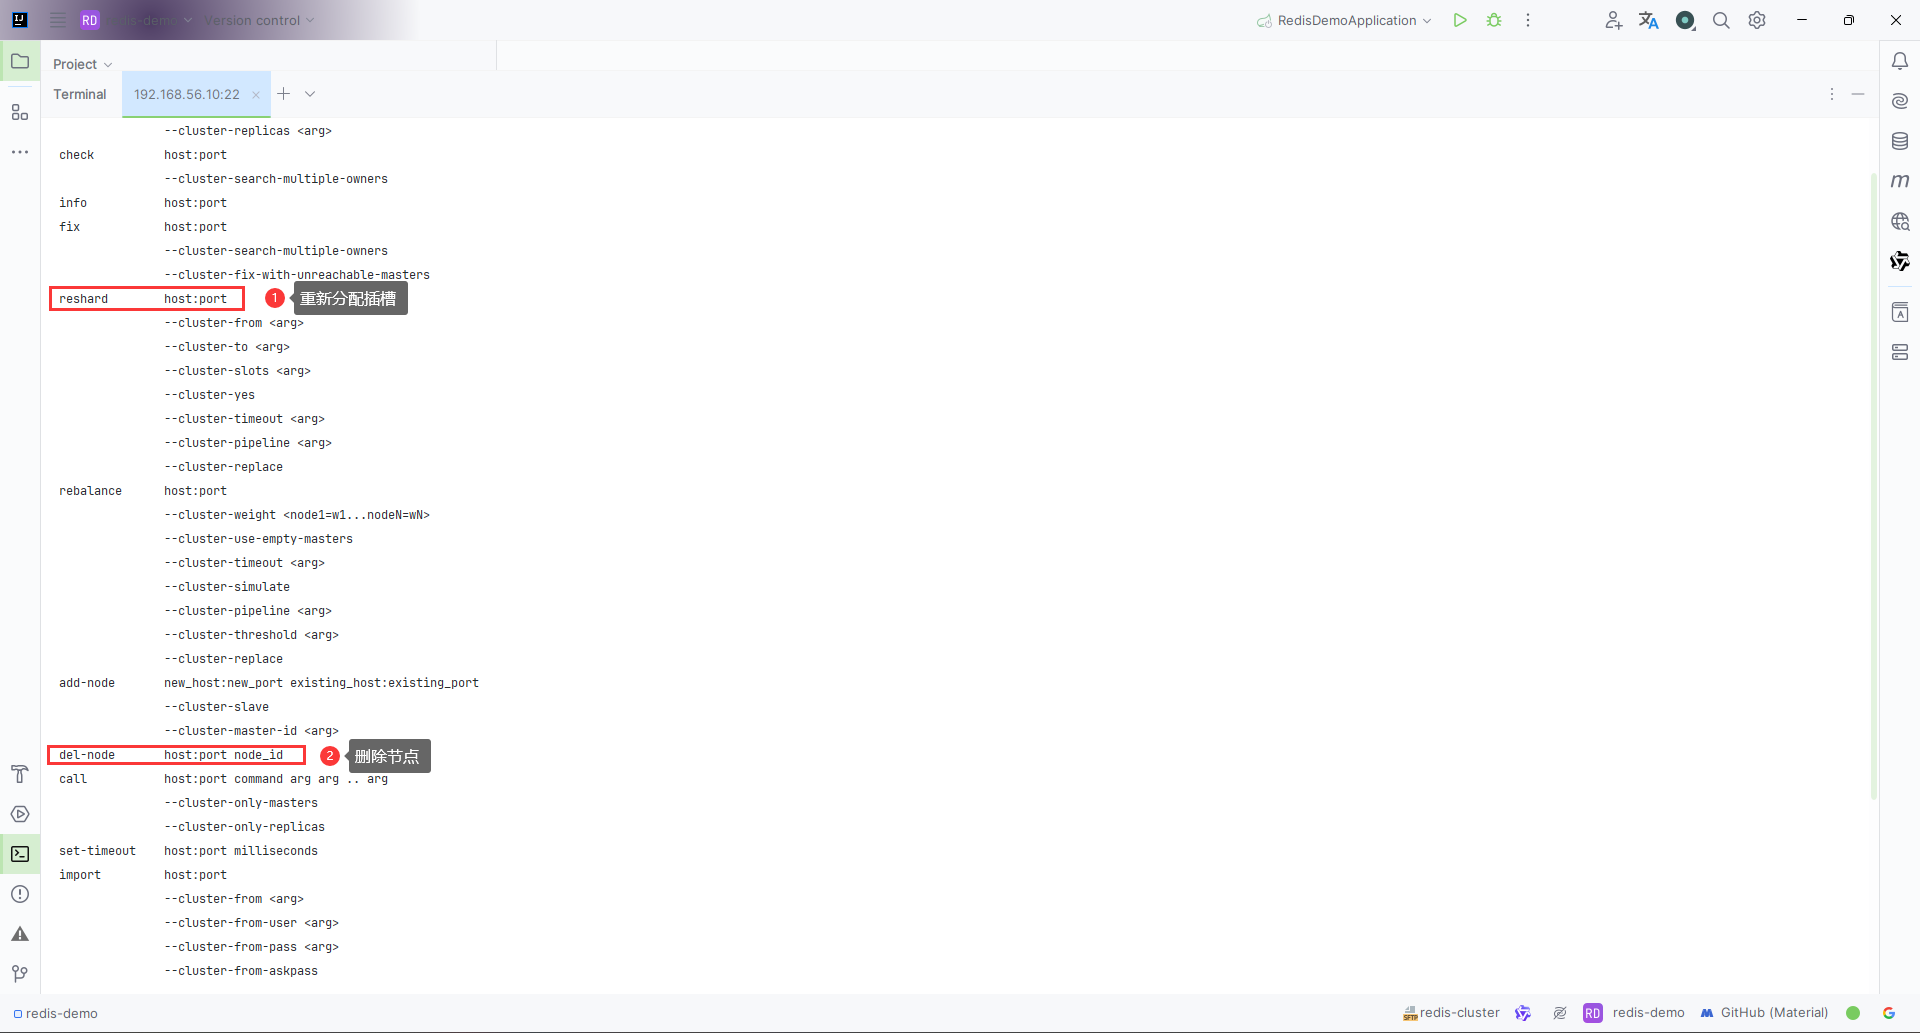 RD redis-demo Version control RedisDemoApplication
Project
Terminal 192.168.56.10:22
--cluster-replicas <arg>
check host:port
--cluster-search-multiple-owners
info host:port
fix host:port
--cluster-search-multiple-owners
--cluster-fix-with-unreachable-masters
reshard host:port 1 重新分配插槽
--cluster-from <arg>
--cluster-to <arg>
--cluster-slots <arg>
--cluster-yes
--cluster-timeout <arg>
--cluster-pipeline <arg>
--cluster-replace
rebalance host:port
--cluster-weight <node1=w1...nodeN=wN>
--cluster-use-empty-masters
--cluster-timeout <arg>
--cluster-simulate
--cluster-pipeline <arg>
--cluster-threshold <arg>
--cluster-replace
add-node new_host:new_port existing_host:existing_port
--cluster-slave
--cluster-master-id <arg>
del-node host:port node_id 2 删除节点
call host:port command arg arg .. arg
--cluster-only-masters
--cluster-only-replicas
set-timeout host:port milliseconds
import host:port
--cluster-from <arg>
--cluster-from-user <arg>
--cluster-from-pass <arg>
--cluster-from-askpass
redis-demo SFTP redis-cluster RD redis-demo GitHub (Material)